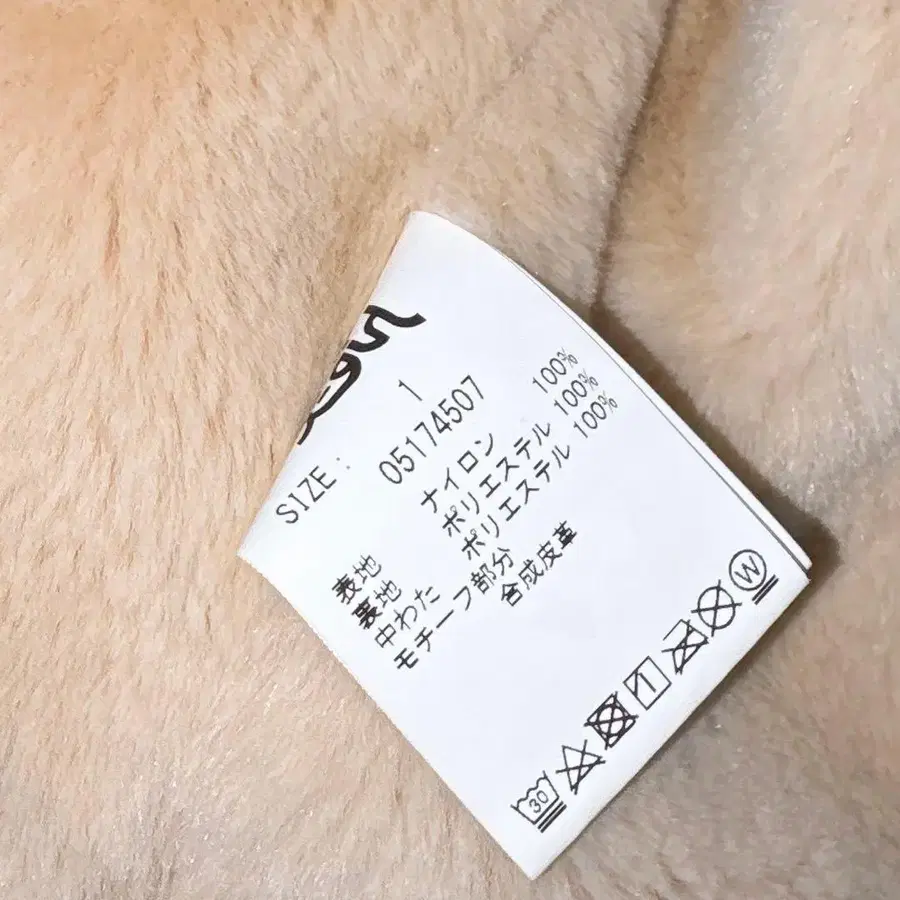 SIZE: 1
05174507
表地 ナイロン 100%
裏地 ポリエステル 100%
中わた ポリエステル 100%
モチーフ部分
合成皮革
30
W